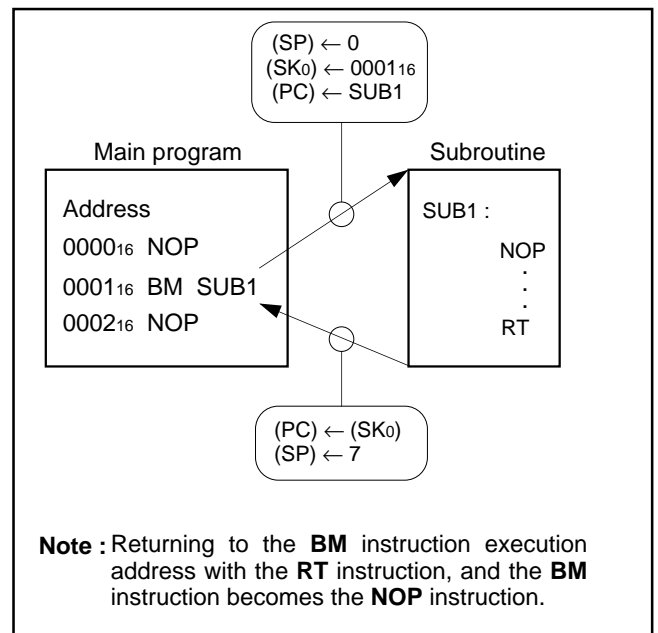 (SP) ← 0
(SK0) ← 000116
(PC) ← SUB1
Main program
Subroutine
Address
000016 NOP
000116 BM SUB1
000216 NOP
SUB1 :
NOP
.
.
.
RT
(PC) ← (SK0)
(SP) ← 7
Note : Returning to the BM instruction execution
address with the RT instruction, and the BM
instruction becomes the NOP instruction.